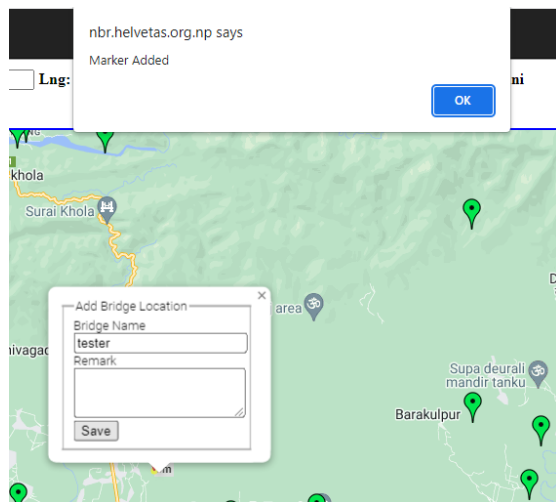 nbr.helvetas.org.np says
Marker Added
OK
Lng:
ni
khola
Surai Khola
area
Add Bridge Location
Bridge Name
tester
Remark
Save
Supa deurali
mandir tanku
Barakulpur